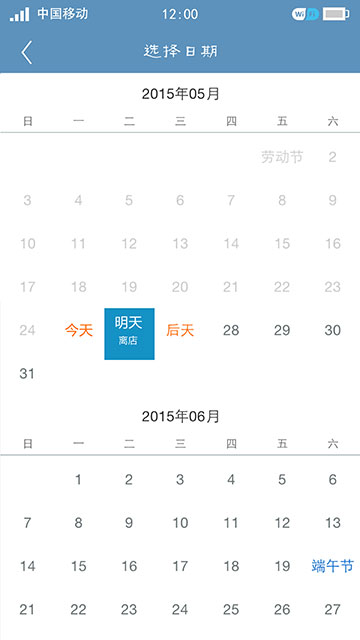 中国移动 12:00 WiFi
选择日期
2015年05月
日 一 二 三 四 五 六
劳动节 2
3 4 5 6 7 8 9
10 11 12 13 14 15 16
17 18 19 20 21 22 23
24 今天 明天 后天 28 29 30
离店
31
2015年06月
日 一 二 三 四 五 六
1 2 3 4 5 6
7 8 9 10 11 12 13
14 15 16 17 18 19 端午节
21 22 23 24 25 26 27